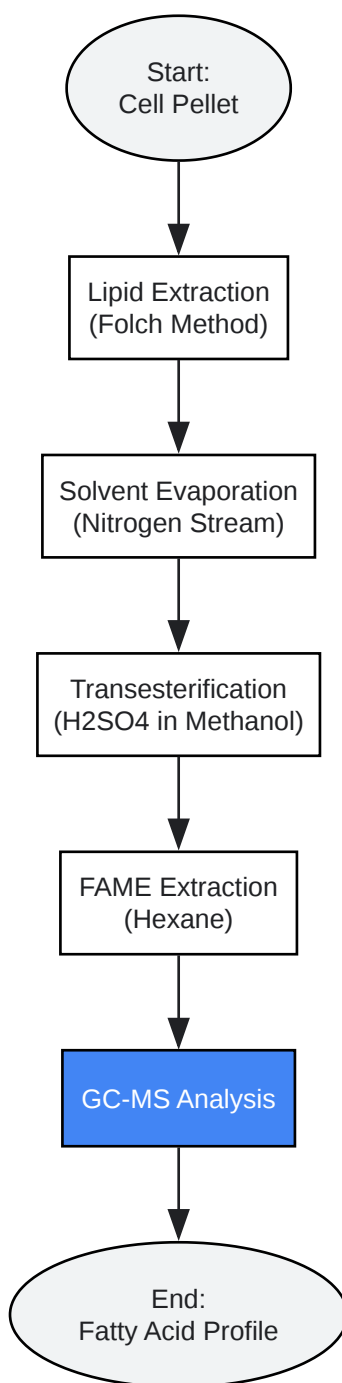 Start:
Cell Pellet
Lipid Extraction
(Folch Method)
Solvent Evaporation
(Nitrogen Stream)
Transesterification
(H2SO4 in Methanol)
FAME Extraction
(Hexane)
GC-MS Analysis
End:
Fatty Acid Profile